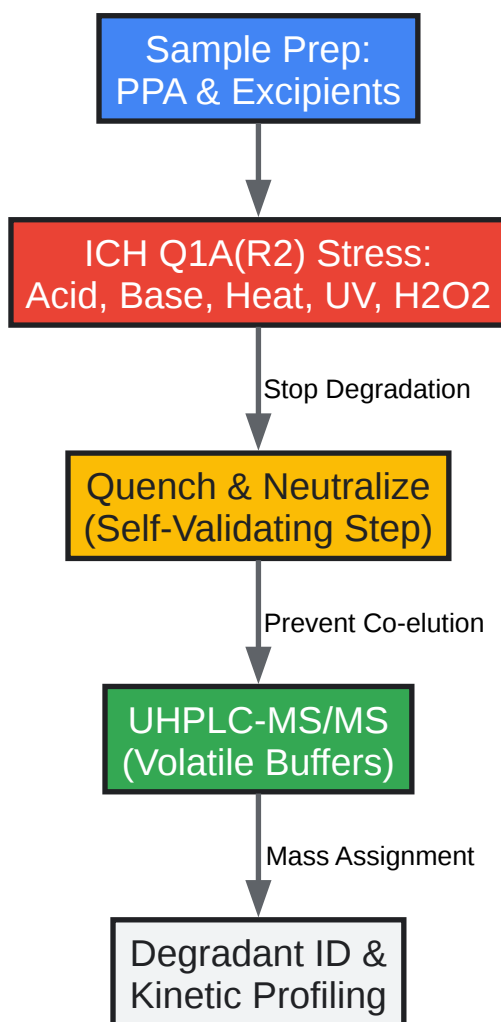 Sample Prep:
PPA & Excipients
ICH Q1A(R2) Stress:
Acid, Base, Heat, UV, H2O2
Stop Degradation
Quench & Neutralize
(Self-Validating Step)
Prevent Co-elution
UHPLC-MS/MS
(Volatile Buffers)
Mass Assignment
Degradant ID &
Kinetic Profiling